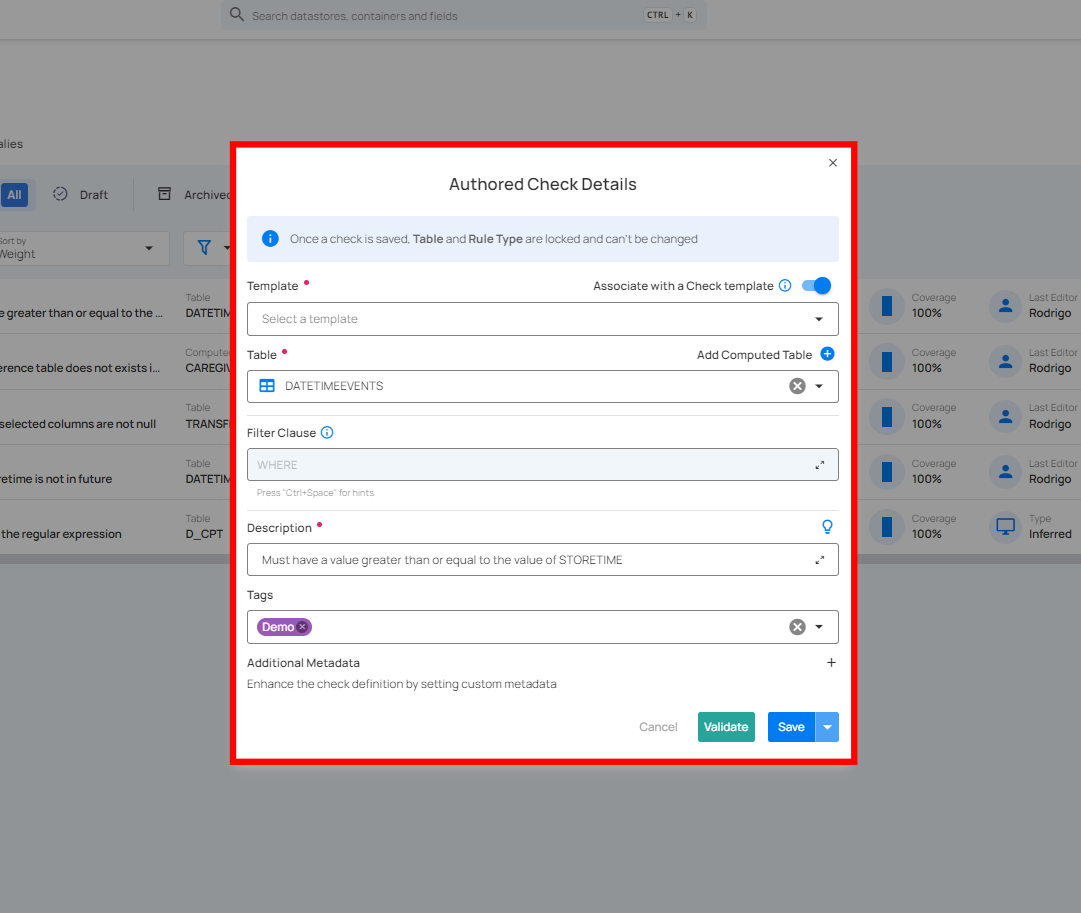 Search datastores, containers and fields CTRL + K
alies
All Draft Archived
Sort by
Weight
Authored Check Details
Once a check is saved, Table and Rule Type are locked and can't be changed
Template • Associate with a Check template
Select a template
Table • Add Computed Table
DATETIMEEVENTS
Filter Clause
WHERE
Press "Ctrl+Space" for hints
Description •
Must have a value greater than or equal to the value of STORETIME
Tags
Demo
Additional Metadata +
Enhance the check definition by setting custom metadata
Cancel Validate Save
e greater than or equal to the ...
Table
DATETIM
Coverage
100%
Last Editor
Rodrigo
erence table does not exists i...
Compute
CAREGIV
Coverage
100%
Last Editor
Rodrigo
selected columns are not null
Table
TRANSF
Coverage
100%
Last Editor
Rodrigo
retime is not in future
Table
DATETIM
Coverage
100%
Last Editor
Rodrigo
the regular expression
Table
D_CPT
Coverage
100%
Type
Inferred